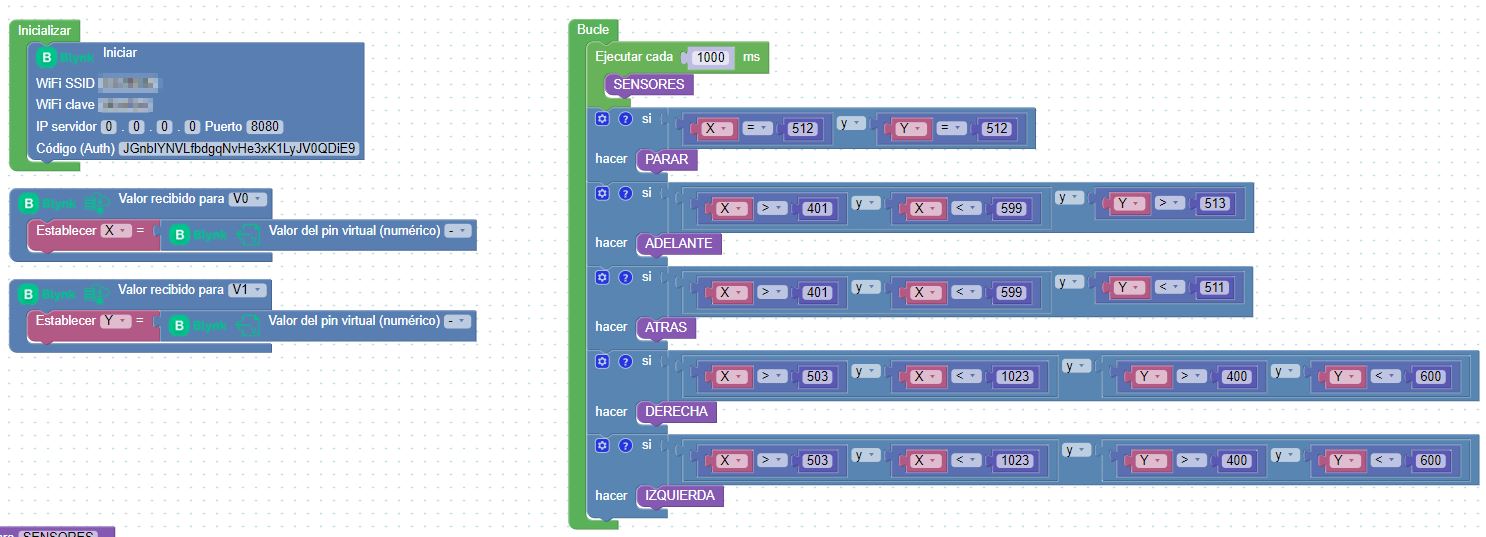 Inicializar
Blynk Iniciar
WiFi SSID
WiFi clave
IP servidor 0 . 0 . 0 . 0 Puerto 8080
Código (Auth)
Blynk Valor recibido para V0
Establecer X = Blynk Valor del pin virtual (numérico) -
Blynk Valor recibido para V1
Establecer Y = Blynk Valor del pin virtual (numérico) -
SENSORES
Bucle
Ejecutar cada 1000 ms
SENSORES
si X = 512 y Y = 512
hacer PARAR
si X > 401 y X < 599 y Y > 513
hacer ADELANTE
si X > 401 y X < 599 y Y < 511
hacer ATRAS
si X > 503 y X < 1023 y Y > 400 y Y < 600
hacer DERECHA
si X > 503 y X < 1023 y Y > 400 y Y < 600
hacer IZQUIERDA